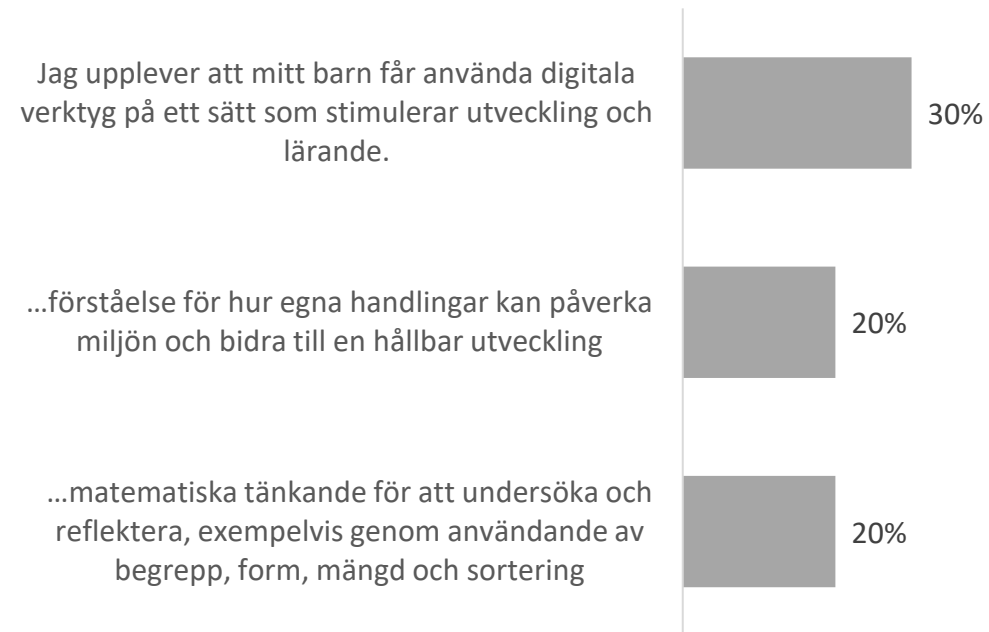 Jag upplever att mitt barn får använda digitala
verktyg på ett sätt som stimulerar utveckling och
lärande.
30%
…förståelse för hur egna handlingar kan påverka
miljön och bidra till en hållbar utveckling
20%
…matematiska tänkande för att undersöka och
reflektera, exempelvis genom användande av
begrepp, form, mängd och sortering
20%